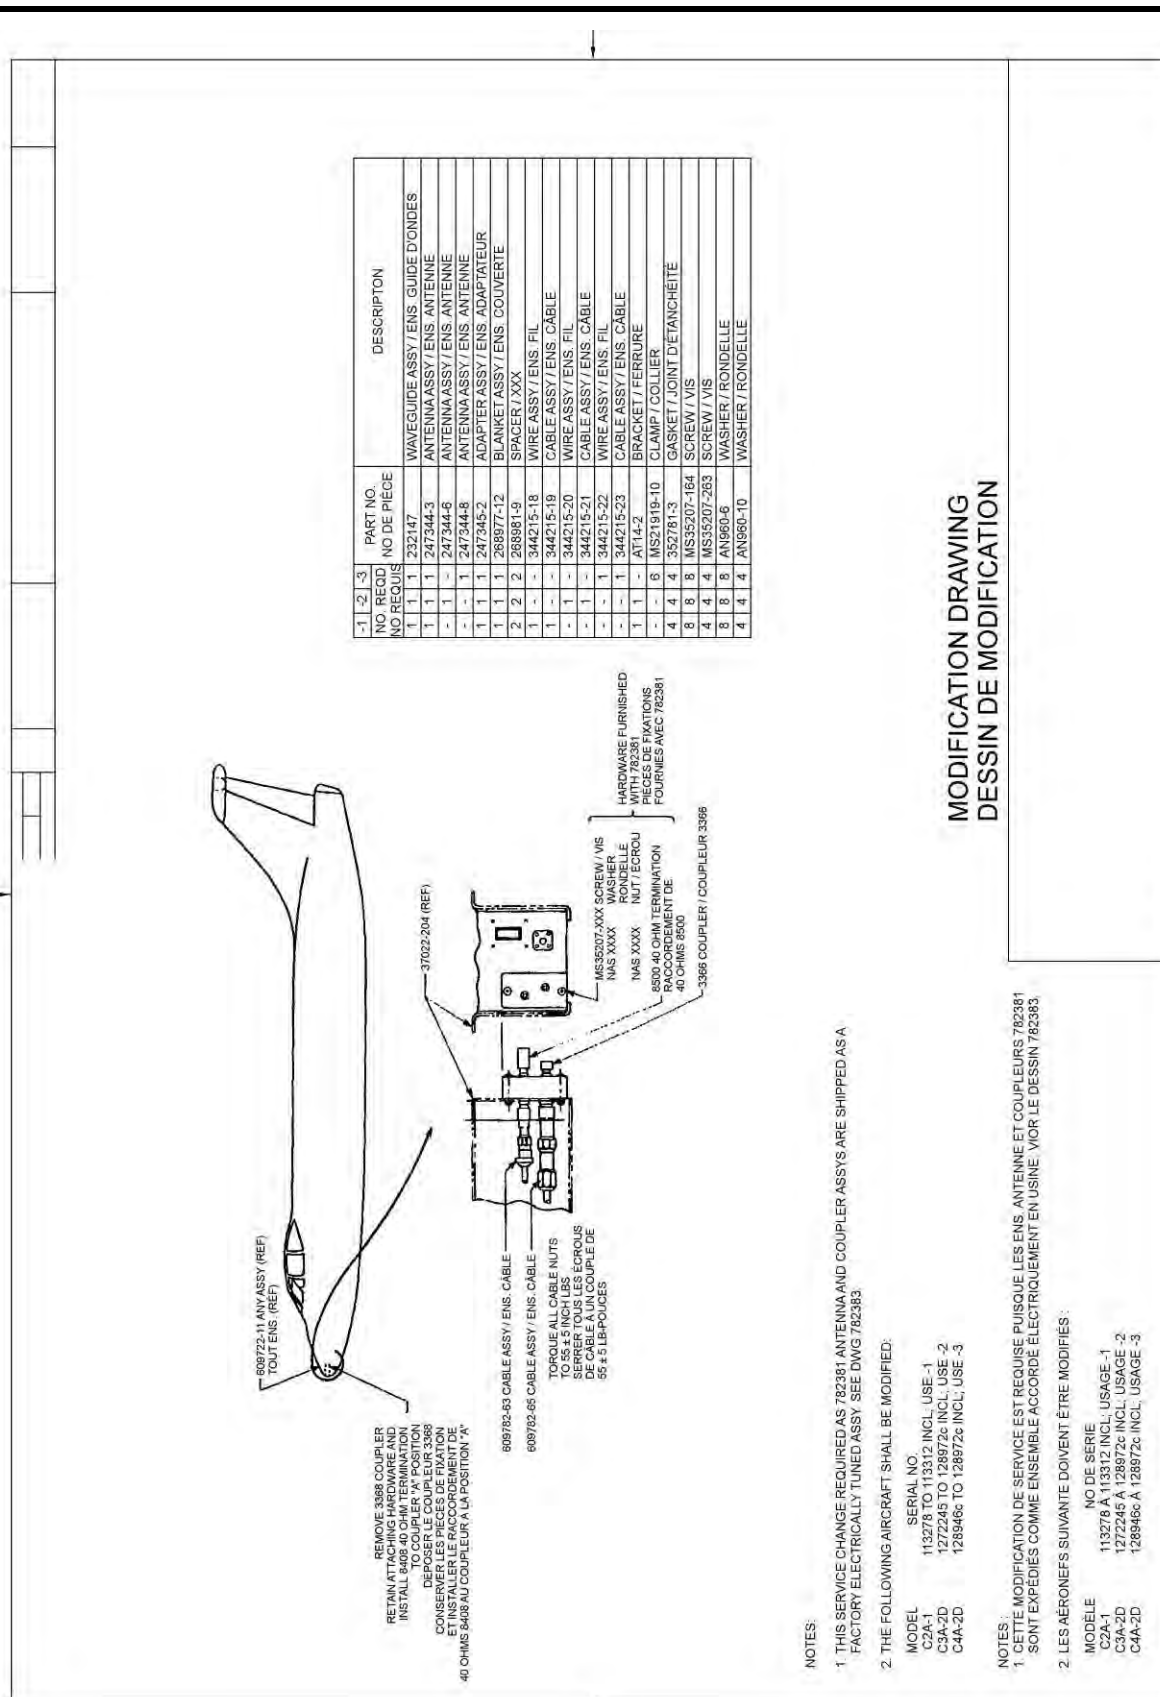 609722-11 ANY ASSY (REF)
TOUT ENS. (RÉF)
REMOVE 3368 COUPLER
RETAIN ATTACHING HARDWARE AND
INSTALL 8408 40 OHM TERMINATION
TO COUPLER "A" POSITION
DÉPOSER LE COUPLEUR 3368
CONSERVER LES PIÈCES DE FIXATION
ET INSTALLER LE RACCORDEMENT DE
40 OHMS 8408 AU COUPLEUR À LA POSITION "A"
37022-204 (REF)
609782-63 CABLE ASSY / ENS. CÂBLE
609782-65 CABLE ASSY / ENS. CÂBLE
TORQUE ALL CABLE NUTS
TO 55 ± 5 INCH LBS
SERRER TOUS LES ÉCROUS
DE CÂBLE À UN COUPLE DE
55 ± 5 LB-POUCES
MS35207-XXX SCREW / VIS
NAS XXXX WASHER
RONDELLE
NAS XXXX NUT / ÉCROU
HARDWARE FURNISHED
WITH 782381
PIÈCES DE FIXATIONS
FOURNIES AVEC 782381
8500 40 OHM TERMINATION
RACCORDEMENT DE
40 OHMS 8500
3366 COUPLER / COUPLEUR 3366
-1 -2 -3
NO. REQD PART NO. DESCRIPTON
NO REQUIS NO DE PIÈCE
1 1 1 232147 WAVEGUIDE ASSY / ENS. GUIDE D'ONDES
1 1 1 247344-3 ANTENNA ASSY / ENS. ANTENNE
- 1 - 247344-6 ANTENNA ASSY / ENS. ANTENNE
- - 1 247344-8 ANTENNA ASSY / ENS. ANTENNE
1 1 1 247345-2 ADAPTER ASSY / ENS. ADAPTATEUR
1 1 1 268977-12 BLANKET ASSY / ENS. COUVERTE
2 2 2 268981-9 SPACER / XXX
1 - - 344215-18 WIRE ASSY / ENS. FIL
1 - - 344215-19 CABLE ASSY / ENS. CÂBLE
- 1 - 344215-20 WIRE ASSY / ENS. FIL
- 1 - 344215-21 CABLE ASSY / ENS. CÂBLE
- - 1 344215-22 WIRE ASSY / ENS. FIL
- - 1 344215-23 CABLE ASSY / ENS. CÂBLE
1 1 - AT14-2 BRACKET / FERRURE
- - 6 MS21919-10 CLAMP / COLLIER
4 4 4 352781-3 GASKET / JOINT D'ÉTANCHÉITÉ
8 8 8 MS35207-164 SCREW / VIS
4 4 4 MS35207-263 SCREW / VIS
8 8 8 AN960-6 WASHER / RONDELLE
4 4 4 AN960-10 WASHER / RONDELLE
NOTES:
1. THIS SERVICE CHANGE REQUIRED AS 782381 ANTENNA AND COUPLER ASSYS ARE SHIPPED AS A
FACTORY ELECTRICALLY TUNED ASSY. SEE DWG 782383
2. THE FOLLOWING AIRCRAFT SHALL BE MODIFIED:
MODEL SERIAL NO.
C2A-1 113278 TO 113312 INCL; USE -1
C3A-2D 1272245 TO 128972c INCL; USE -2
C4A-2D 128946c TO 128972c INCL; USE -3
NOTES :
1. CETTE MODIFICATION DE SERVICE EST REQUISE PUISQUE LES ENS. ANTENNE ET COUPLEURS 782381
SONT EXPÉDIÉS COMME ENSEMBLE ACCORDÉ ÉLECTRIQUEMENT EN USINE. VIOR LE DESSIN 782383.
2. LES AÉRONEFS SUIVANTE DOIVENT ÊTRE MODIFIÉS :
MODÈLE NO DE SÉRIE
C2A-1 113278 À 113312 INCL; USAGE -1
C3A-2D 1272245 À 128972c INCL; USAGE -2
C4A-2D 128946c À 128972c INCL; USAGE -3
MODIFICATION DRAWING
DESSIN DE MODIFICATION